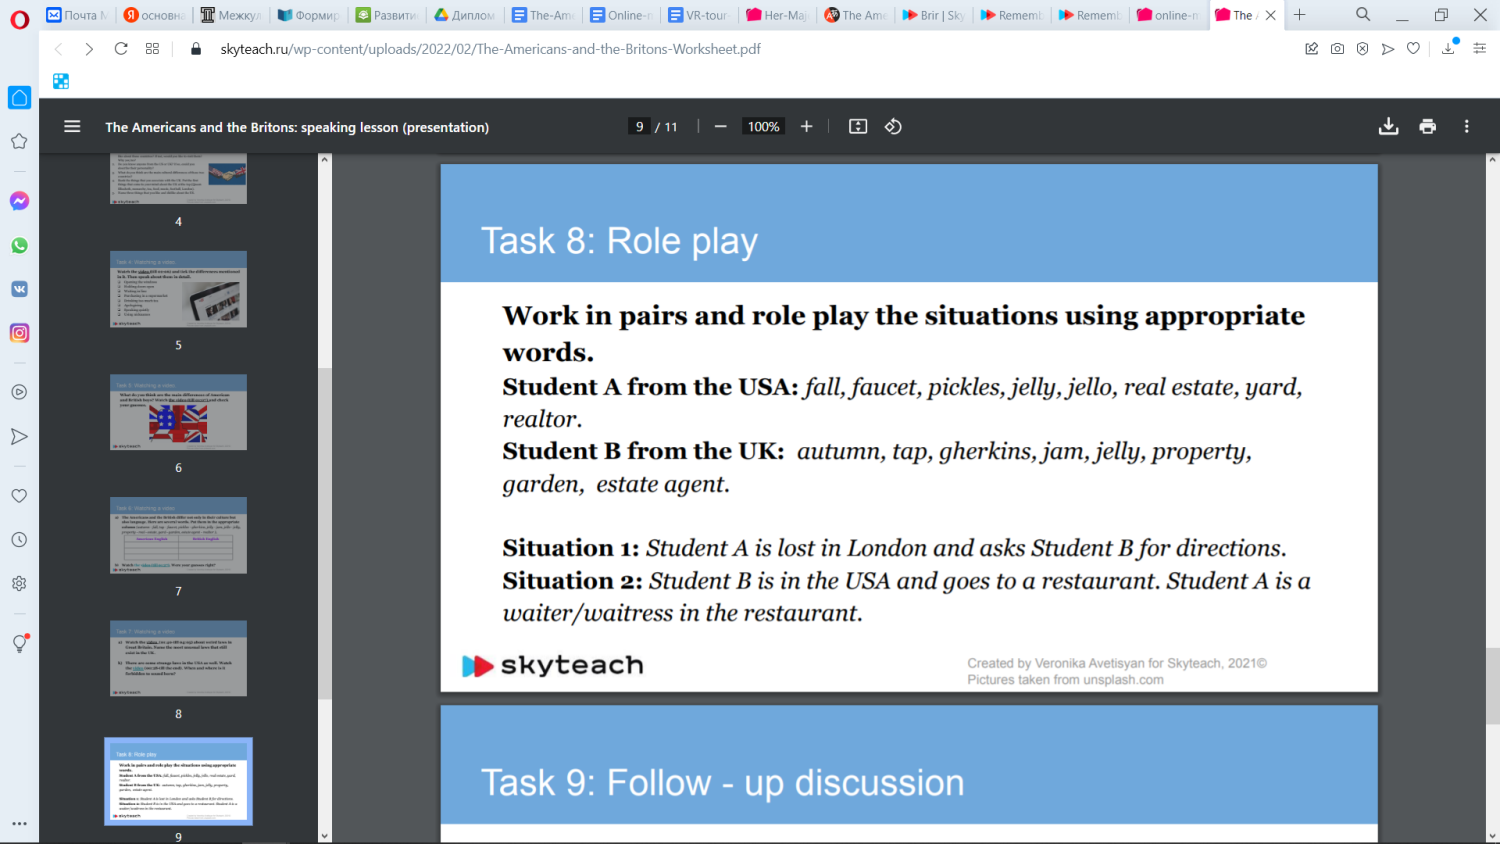 Почта М
основна
Межкул
Формир
Развити
Диплом
The-Ame
Online-п
VR-tour-
Her-Maj
The Ame
Brir | Sky
Rememb
Rememb
online-п
The
skyteach.ru/wp-content/uploads/2022/02/The-Americans-and-the-Britons-Worksheet.pdf
The Americans and the Britons: speaking lesson (presentation)
9 / 11
100%
4
5
6
7
8
9
Task 8: Role play
Work in pairs and role play the situations using appropriate
words.
Student A from the USA: fall, faucet, pickles, jelly, jello, real estate, yard,
realtor.
Student B from the UK: autumn, tap, gherkins, jam, jelly, property,
garden, estate agent.
Situation 1: Student A is lost in London and asks Student B for directions.
Situation 2: Student B is in the USA and goes to a restaurant. Student A is a
waiter/waitress in the restaurant.
skyteach
Created by Veronika Avetisyan for Skyteach, 2021©
Pictures taken from unsplash.com
Task 9: Follow - up discussion